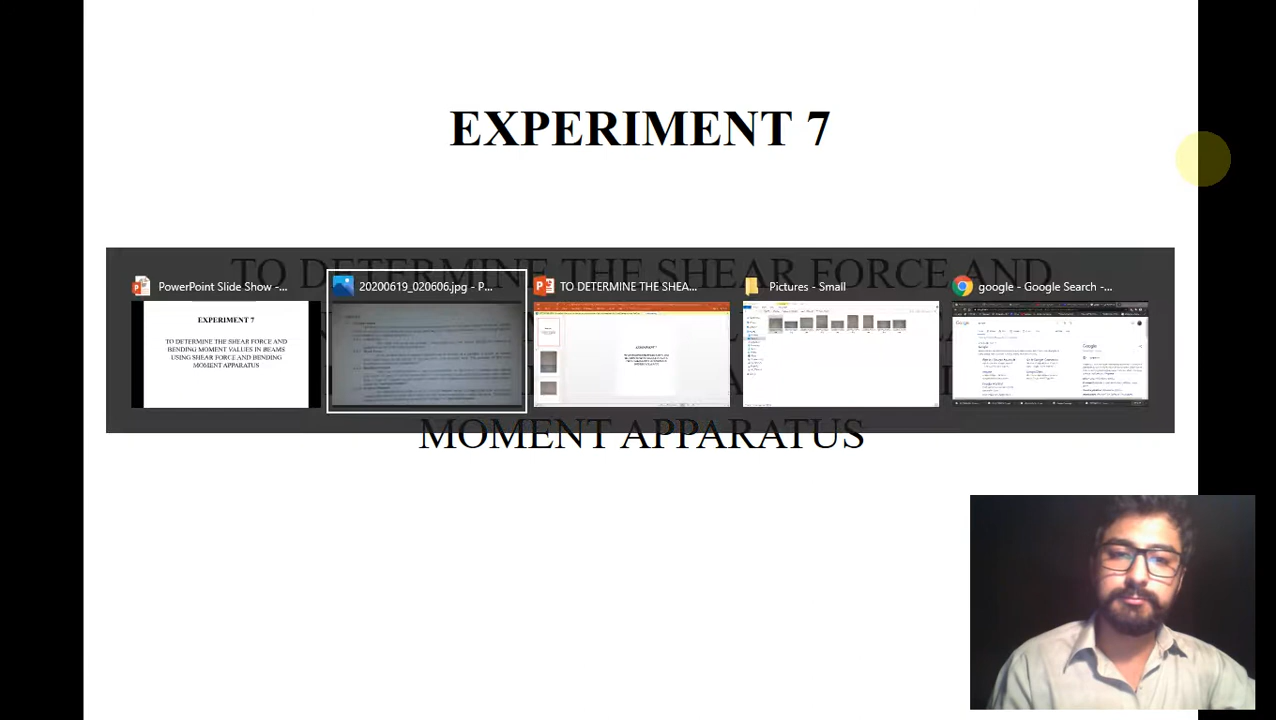 EXPERIMENT 7
TO DETERMINE THE SHEAR FORCE AND
PowerPoint Slide Show -...
20200619_020606.jpg - P...
TO DETERMINE THE SHEA...
Pictures - Small
google - Google Search -...
EXPERIMENT 7
TO DETERMINE THE SHEAR FORCE AND
BENDING MOMENT VALUES IN BEAMS
USING SHEAR FORCE AND BENDING
MOMENT APPARATUS
MOMENT APPARATUS